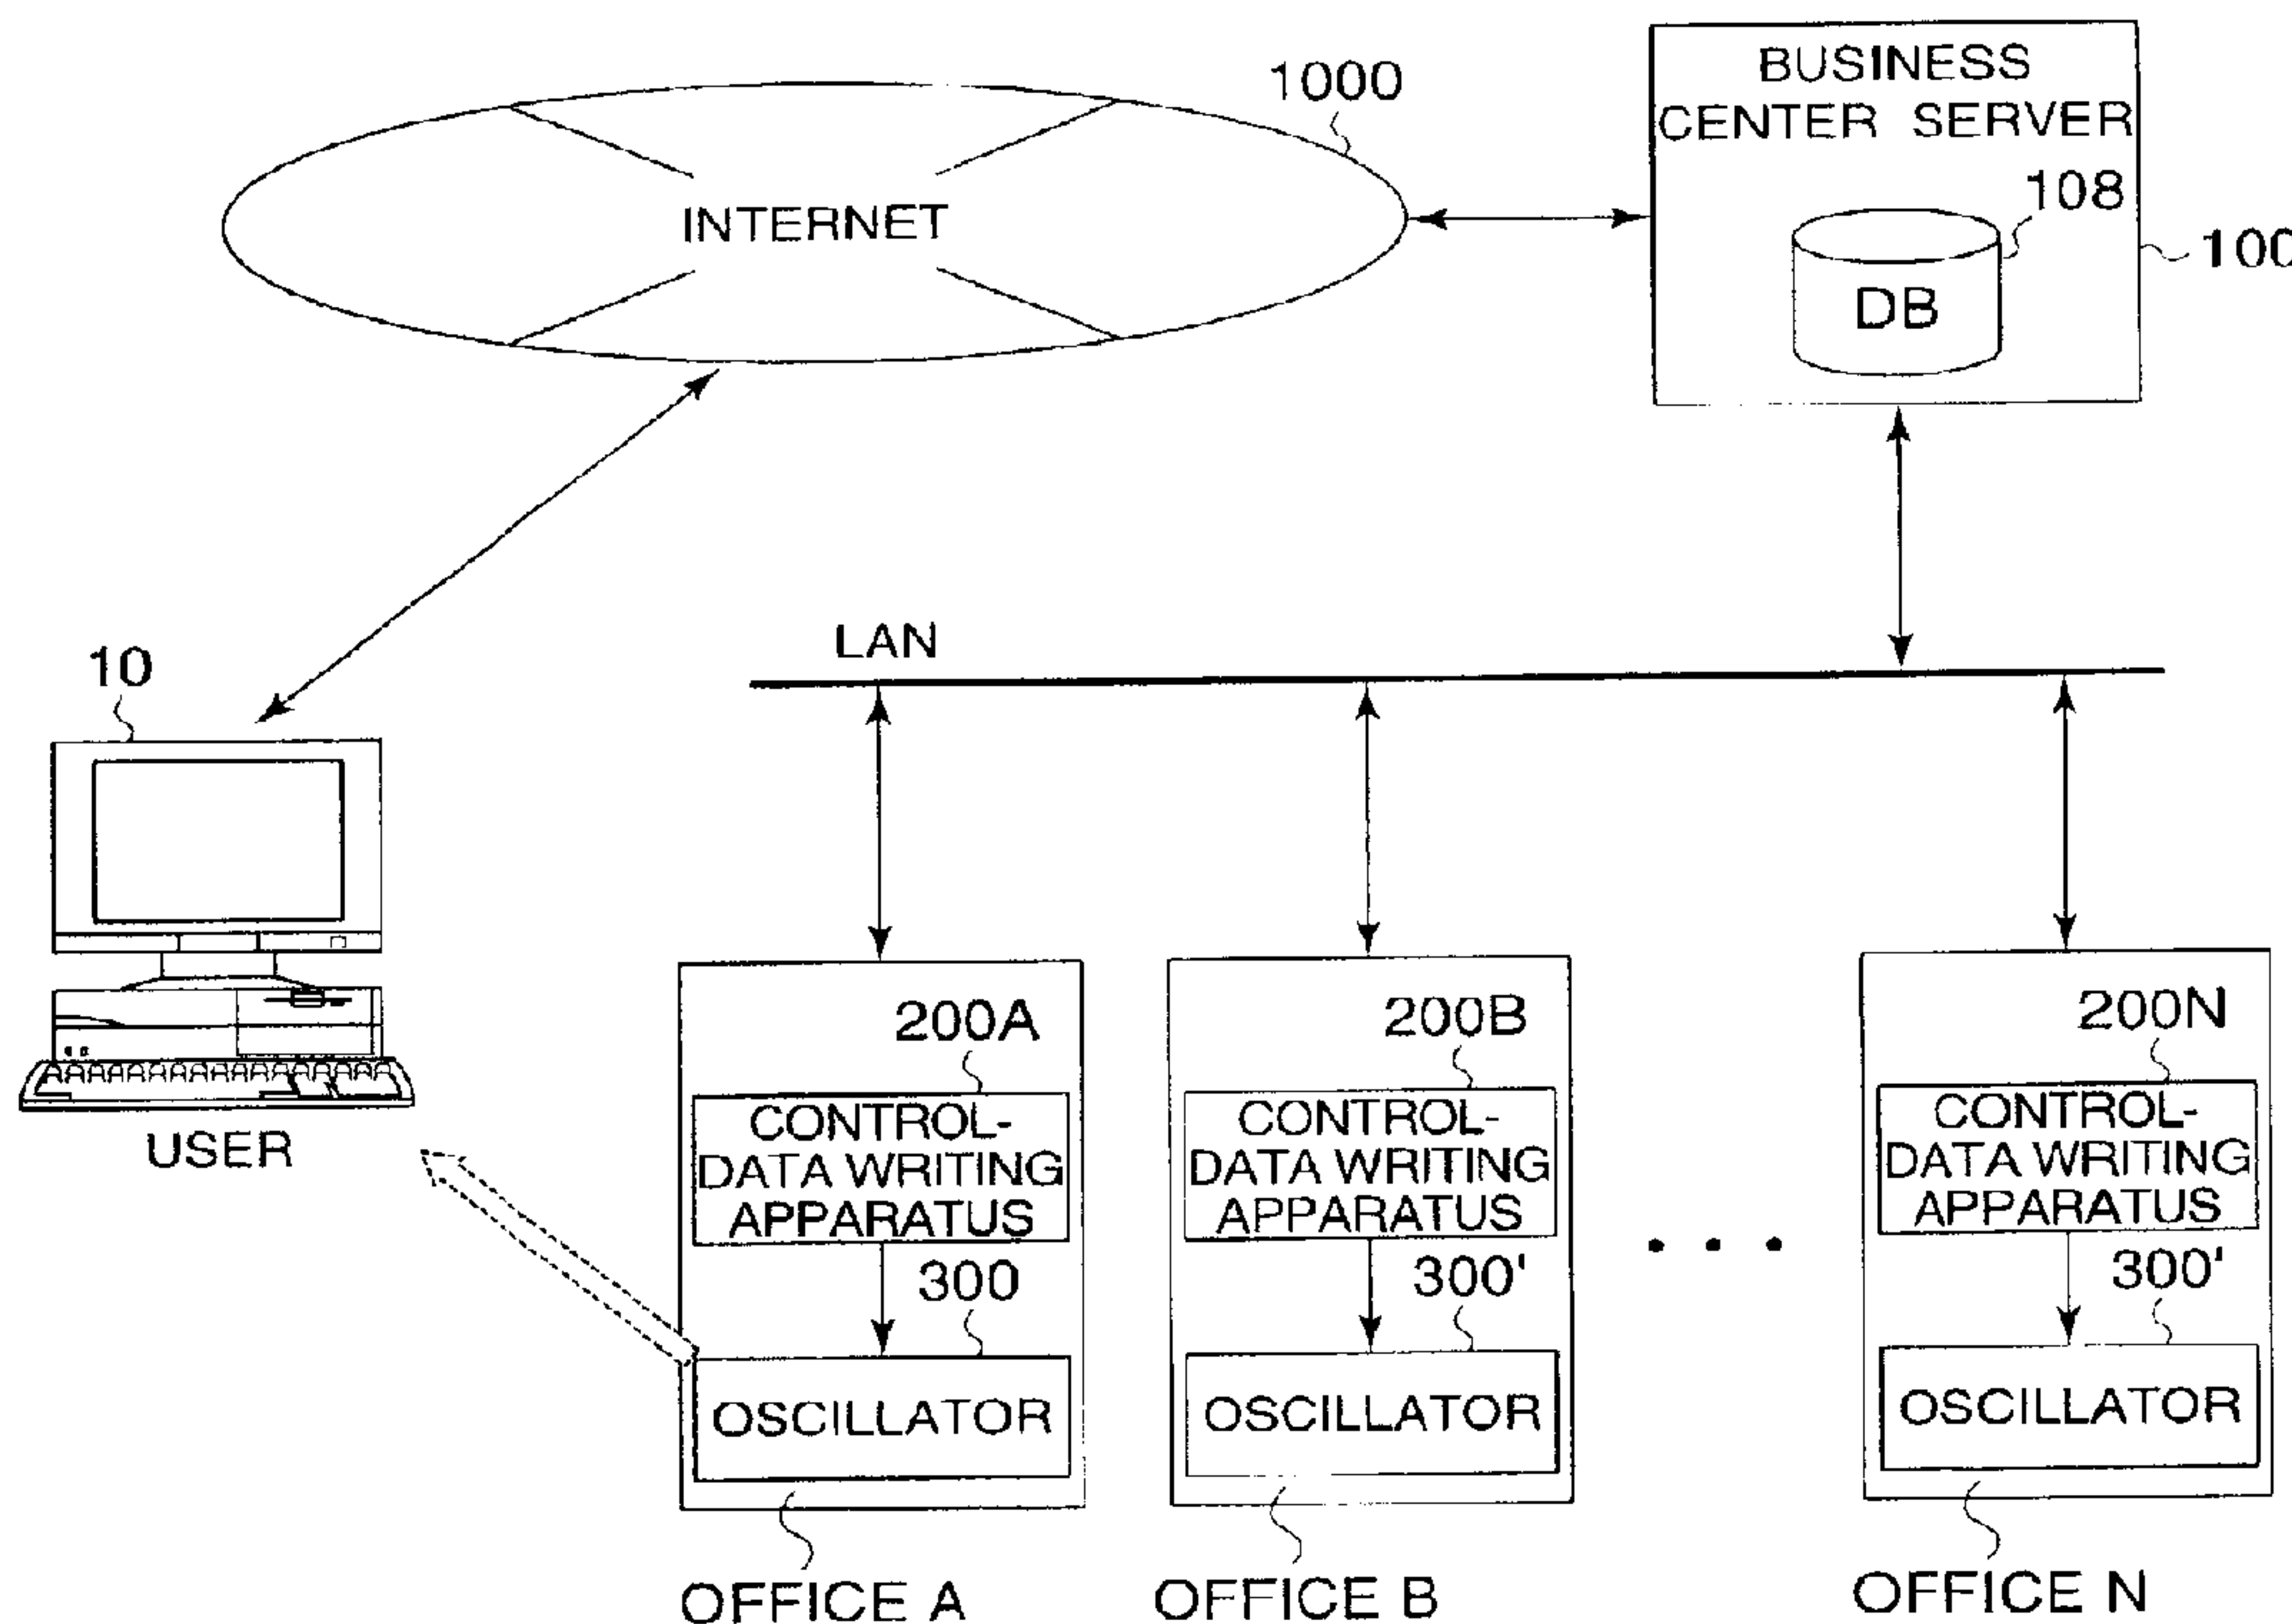 1000
INTERNET
BUSINESS
CENTER SERVER
108
DB
100
LAN
10
USER
200A
CONTROL-
DATA WRITING
APPARATUS
300
OSCILLATOR
OFFICE A
200B
CONTROL-
DATA WRITING
APPARATUS
300'
OSCILLATOR
OFFICE B
• • •
200N
CONTROL-
DATA WRITING
APPARATUS
300'
OSCILLATOR
OFFICE N